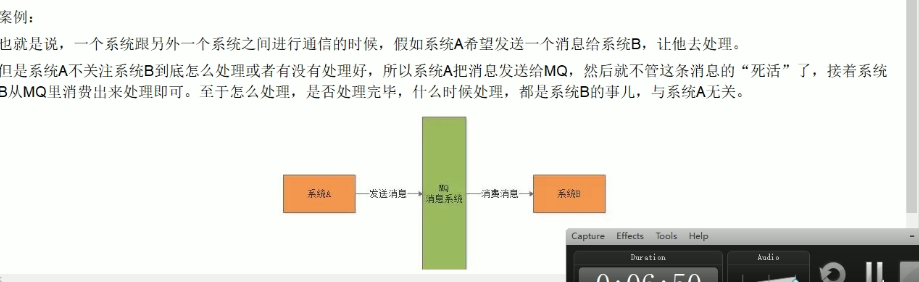 案例：
也就是说，一个系统跟另外一个系统之间进行通信的时候，假如系统A希望发送一个消息给系统B，让他去处理。
但是系统A不关注系统B到底怎么处理或者有没有处理好，所以系统A把消息发送给MQ，然后就不管这条消息的“死活”了，接着系统
B从MQ里消费出来处理即可。至于怎么处理，是否处理完毕，什么时候处理，都是系统B的事儿，与系统A无关。
系统A
发送消息
MQ
消息系统
消费消息
系统B
Capture Effects Tools Help
Duration Audio
0:06:50